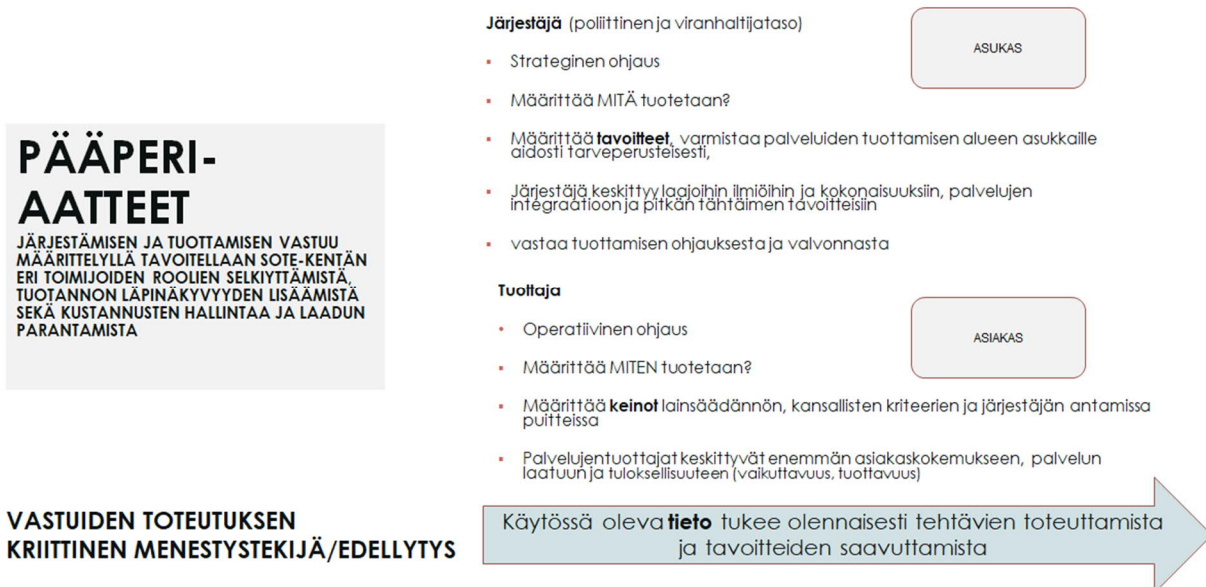 PÄÄPERI-
AATTEET
JÄRJESTÄMISEN JA TUOTTAMISEN VASTUU
MÄÄRITTELYLLÄ TAVOITELLAAN SOTE-KENTÄN
ERI TOIMIJOIDEN ROOLIEN SELKIYTTÄMISTÄ,
TUOTANNON LÄPINÄKYVYYDEN LISÄÄMISTÄ
SEKÄ KUSTANNUSTEN HALLINTAA JA LAADUN
PARANTAMISTA
Järjestäjä (poliittinen ja viranhaltijataso)
ASUKAS
▪ Strateginen ohjaus
▪ Määrittää MITÄ tuotetaan?
▪ Määrittää tavoitteet, varmistaa palveluiden tuottamisen alueen asukkaille
aidosti tarveperusteisesti,
▪ Järjestäjä keskittyy laajoihin ilmiöihin ja kokonaisuuksiin, palvelujen
integraatioon ja pitkän tähtäimen tavoitteisiin
▪ vastaa tuottamisen ohjauksesta ja valvonnasta
Tuottaja
• Operatiivinen ohjaus
ASIAKAS
▪ Määrittää MITEN tuotetaan?
▪ Määrittää keinot lainsäädännön, kansallisten kriteerien ja järjestäjän antamissa
puitteissa
▪ Palvelujentuottajat keskittyvät enemmän asiakaskokemukseen, palvelun
laatuun ja tuloksellisuuteen (vaikuttavuus, tuottavuus)
VASTUIDEN TOTEUTUKSEN
KRIITTINEN MENESTYSTEKIJÄ/EDELLYTYS
Käytössä oleva tieto tukee olennaisesti tehtävien toteuttamista
ja tavoitteiden saavuttamista